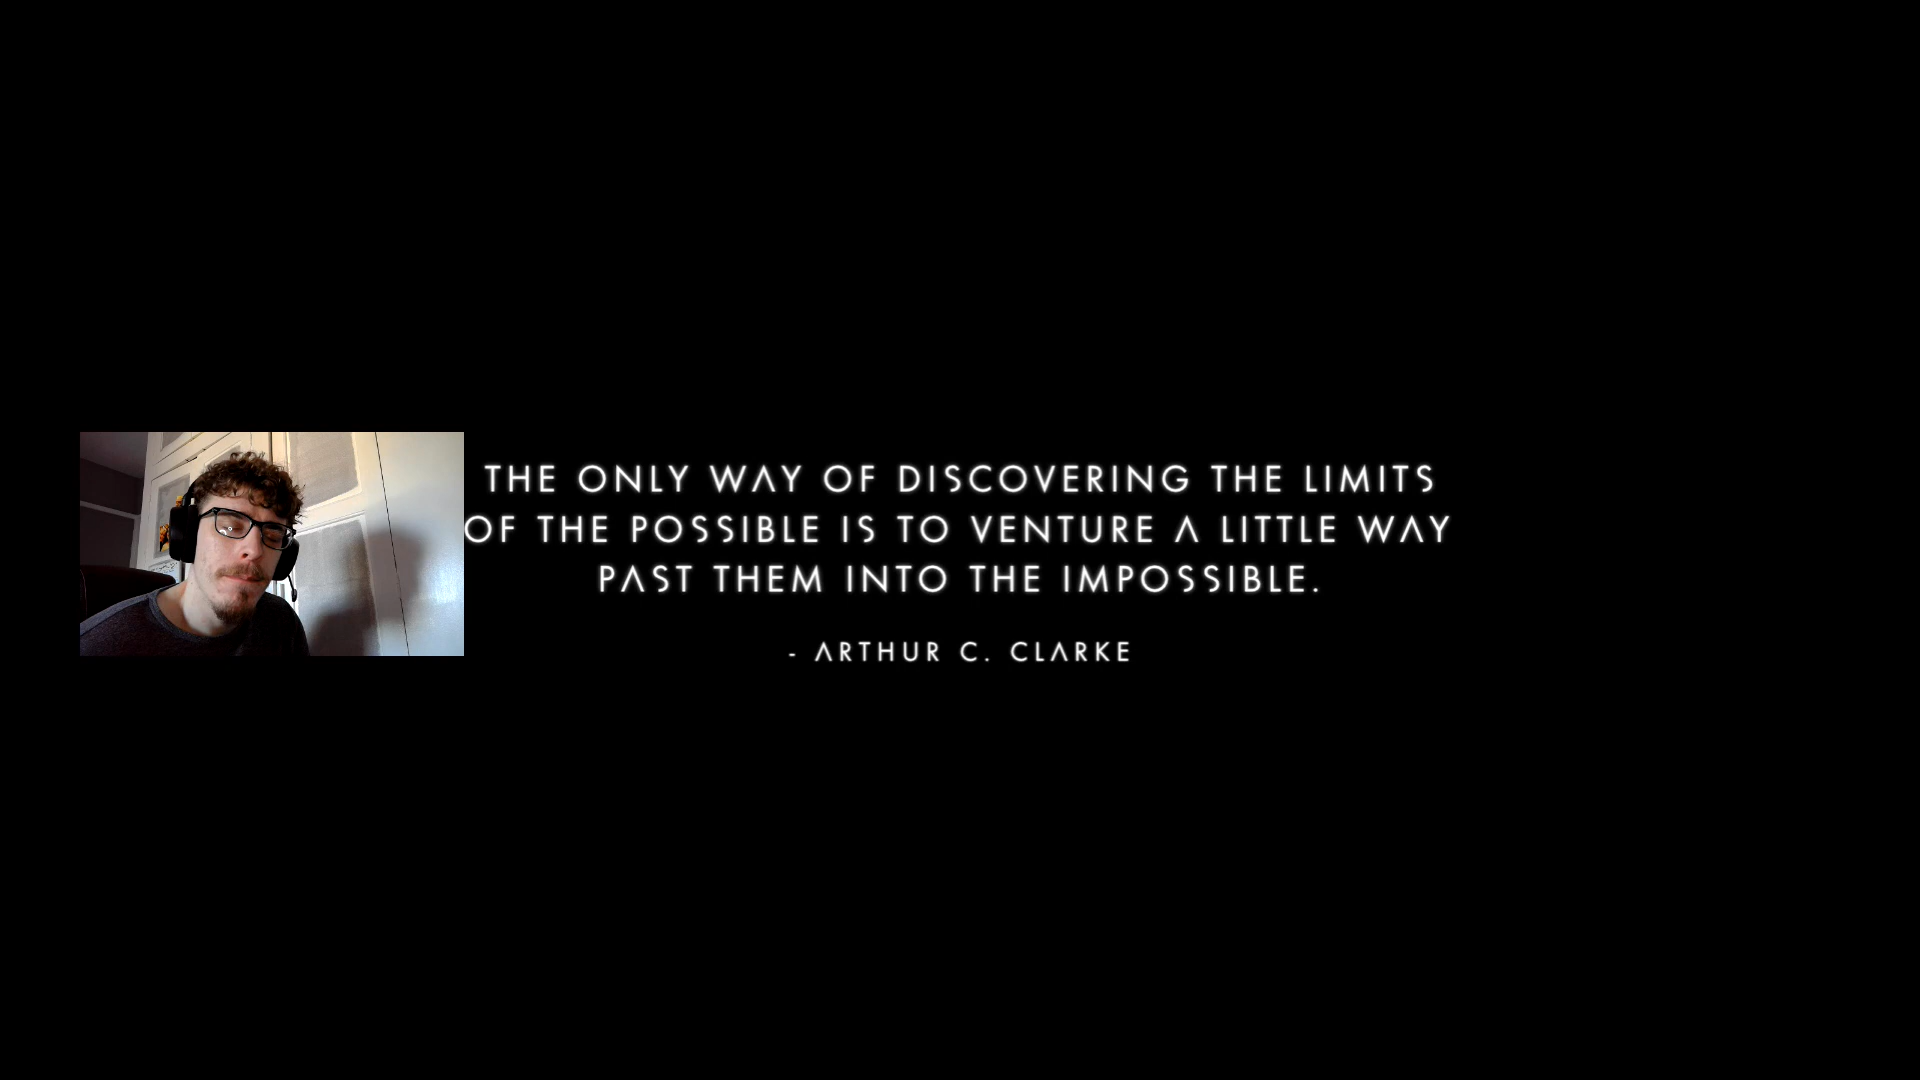 THE ONLY WAY OF DISCOVERING THE LIMITS
OF THE POSSIBLE IS TO VENTURE A LITTLE WAY
PAST THEM INTO THE IMPOSSIBLE.
- ARTHUR C. CLARKE